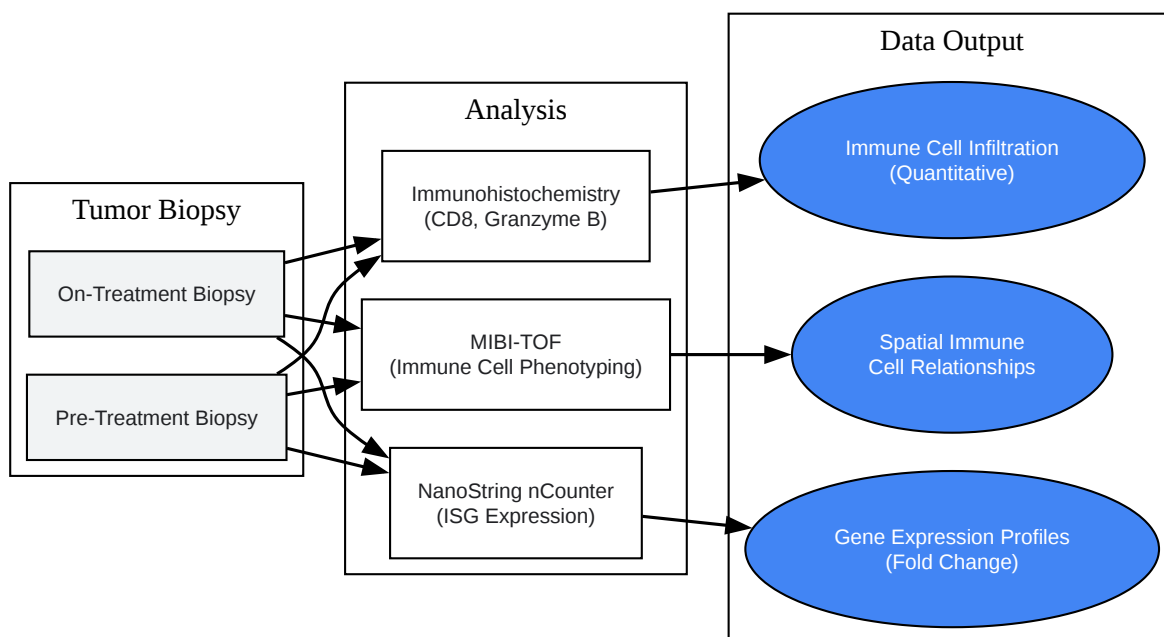 Tumor Biopsy
On-Treatment Biopsy
Pre-Treatment Biopsy
Analysis
Immunohistochemistry
(CD8, Granzyme B)
MIBI-TOF
(Immune Cell Phenotyping)
NanoString nCounter
(ISG Expression)
Data Output
Immune Cell Infiltration
(Quantitative)
Spatial Immune
Cell Relationships
Gene Expression Profiles
(Fold Change)